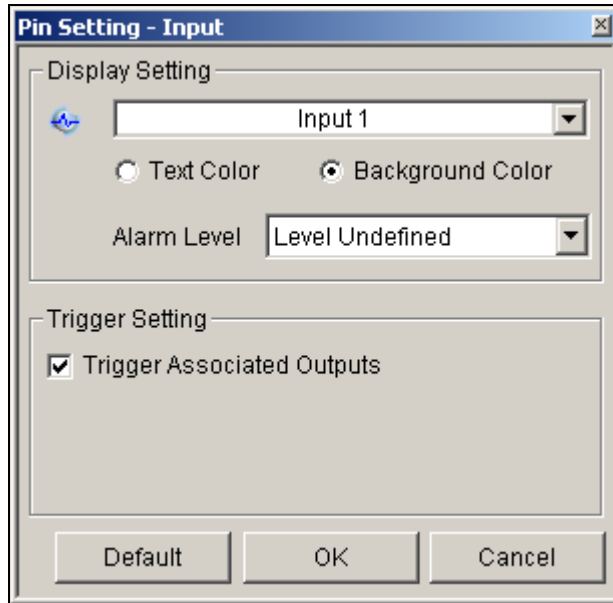 Pin Setting - Input
Display Setting
Input 1
Text Color Background Color
Alarm Level Level Undefined
Trigger Setting
Trigger Associated Outputs
Default OK Cancel